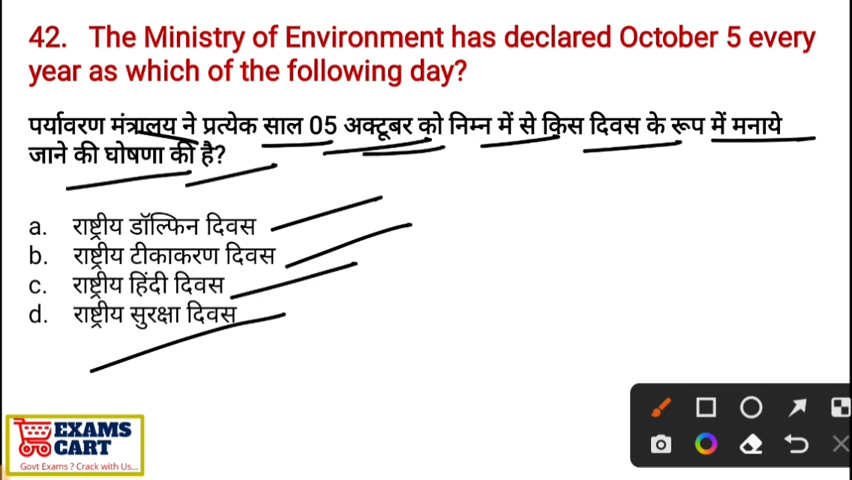 42. The Ministry of Environment has declared October 5 every
year as which of the following day?
पर्यावरण मंत्रालय ने प्रत्येक साल 05 अक्टूबर को निम्न में से किस दिवस के रूप में मनाये
जाने की घोषणा की है?
a. राष्ट्रीय डॉल्फिन दिवस
b. राष्ट्रीय टीकाकरण दिवस
c. राष्ट्रीय हिंदी दिवस
d. राष्ट्रीय सुरक्षा दिवस
EXAMS
CART
Govt Exams ? Crack with Us...